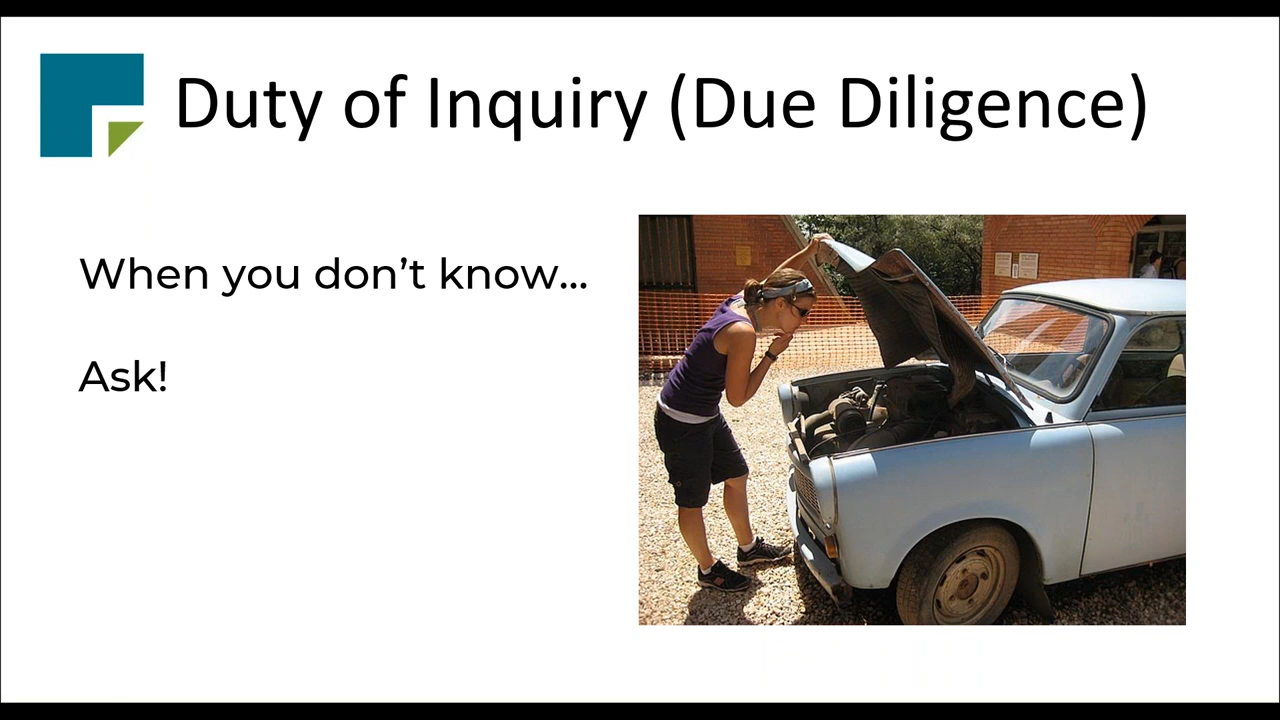 Duty of Inquiry (Due Diligence)
When you don’t know...
Ask!